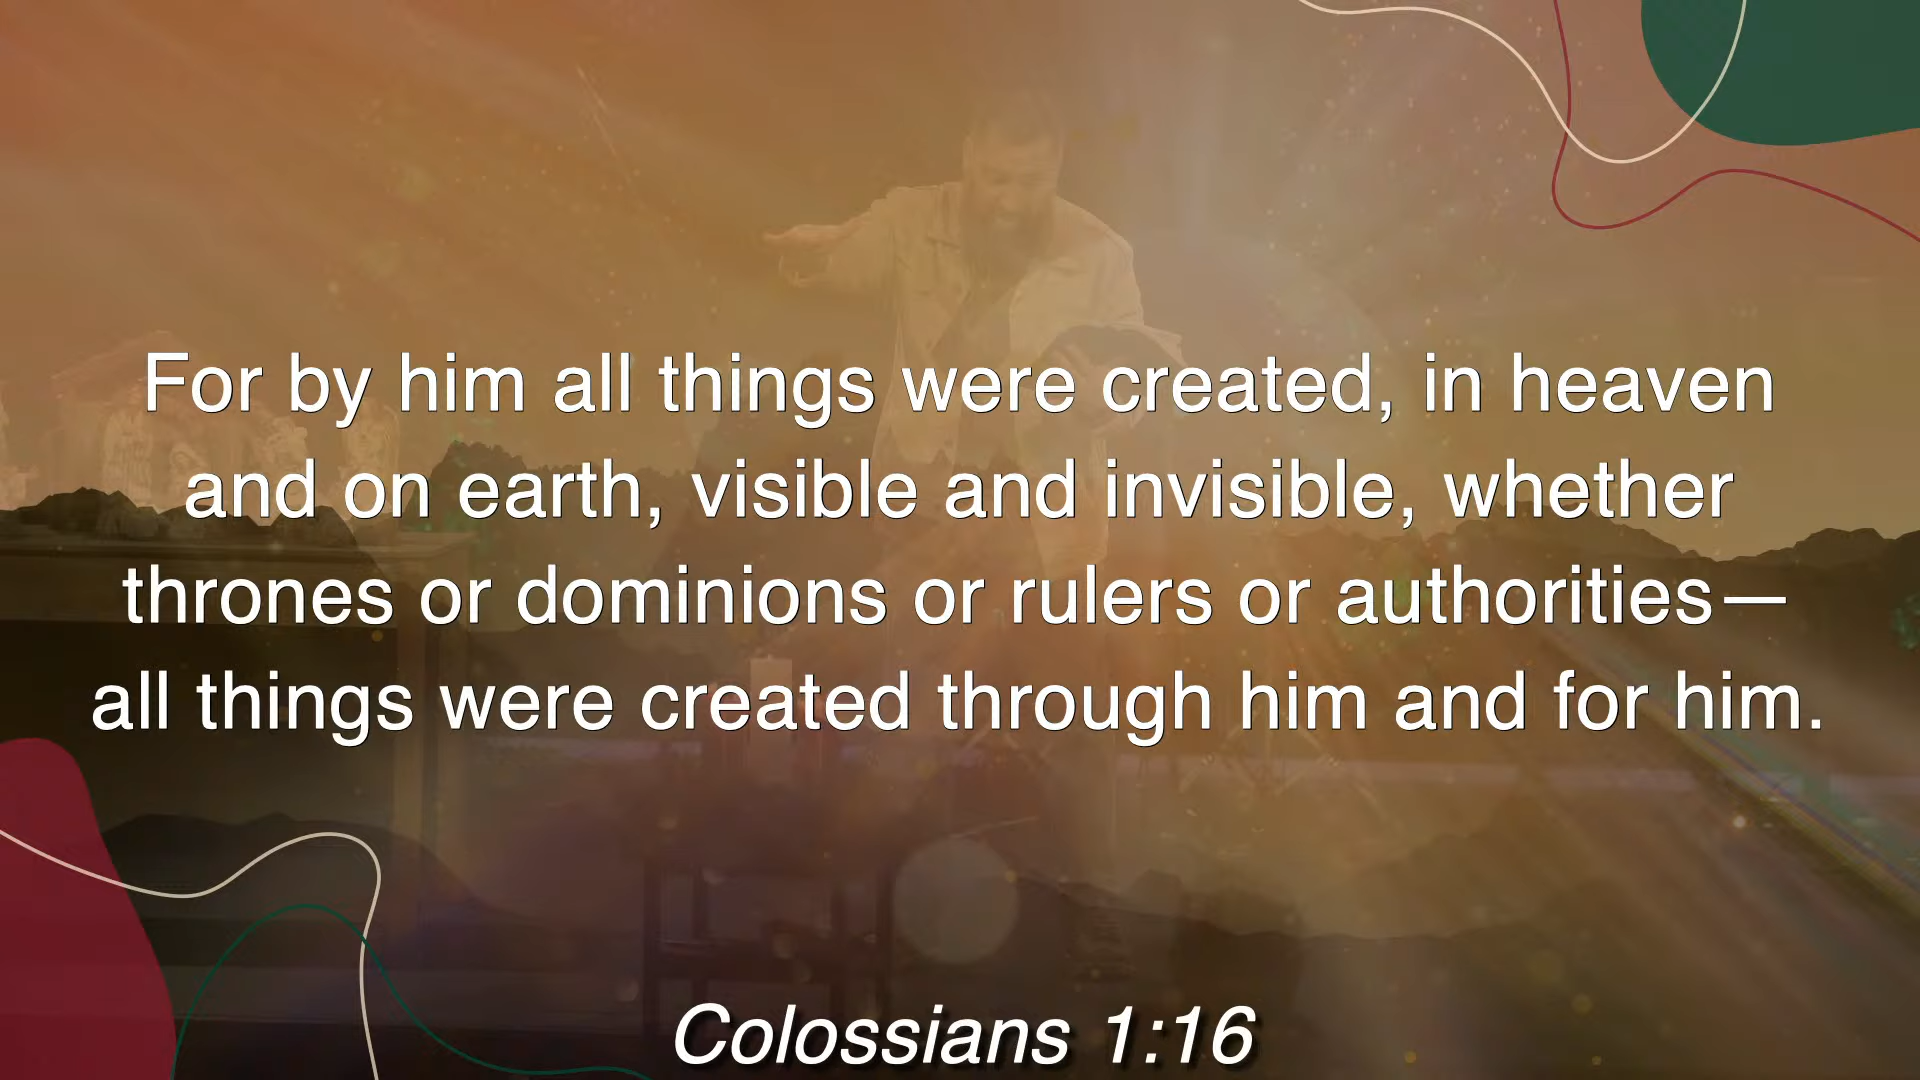 For by him all things were created, in heaven
and on earth, visible and invisible, whether
thrones or dominions or rulers or authorities—
all things were created through him and for him.
Colossians 1:16